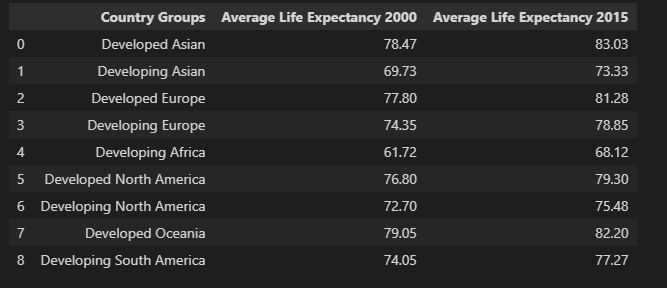 Country Groups Average Life Expectancy 2000 Average Life Expectancy 2015
0 Developed Asian 78.47 83.03
1 Developing Asian 69.73 73.33
2 Developed Europe 77.80 81.28
3 Developing Europe 74.35 78.85
4 Developing Africa 61.72 68.12
5 Developed North America 76.80 79.30
6 Developing North America 72.70 75.48
7 Developed Oceania 79.05 82.20
8 Developing South America 74.05 77.27